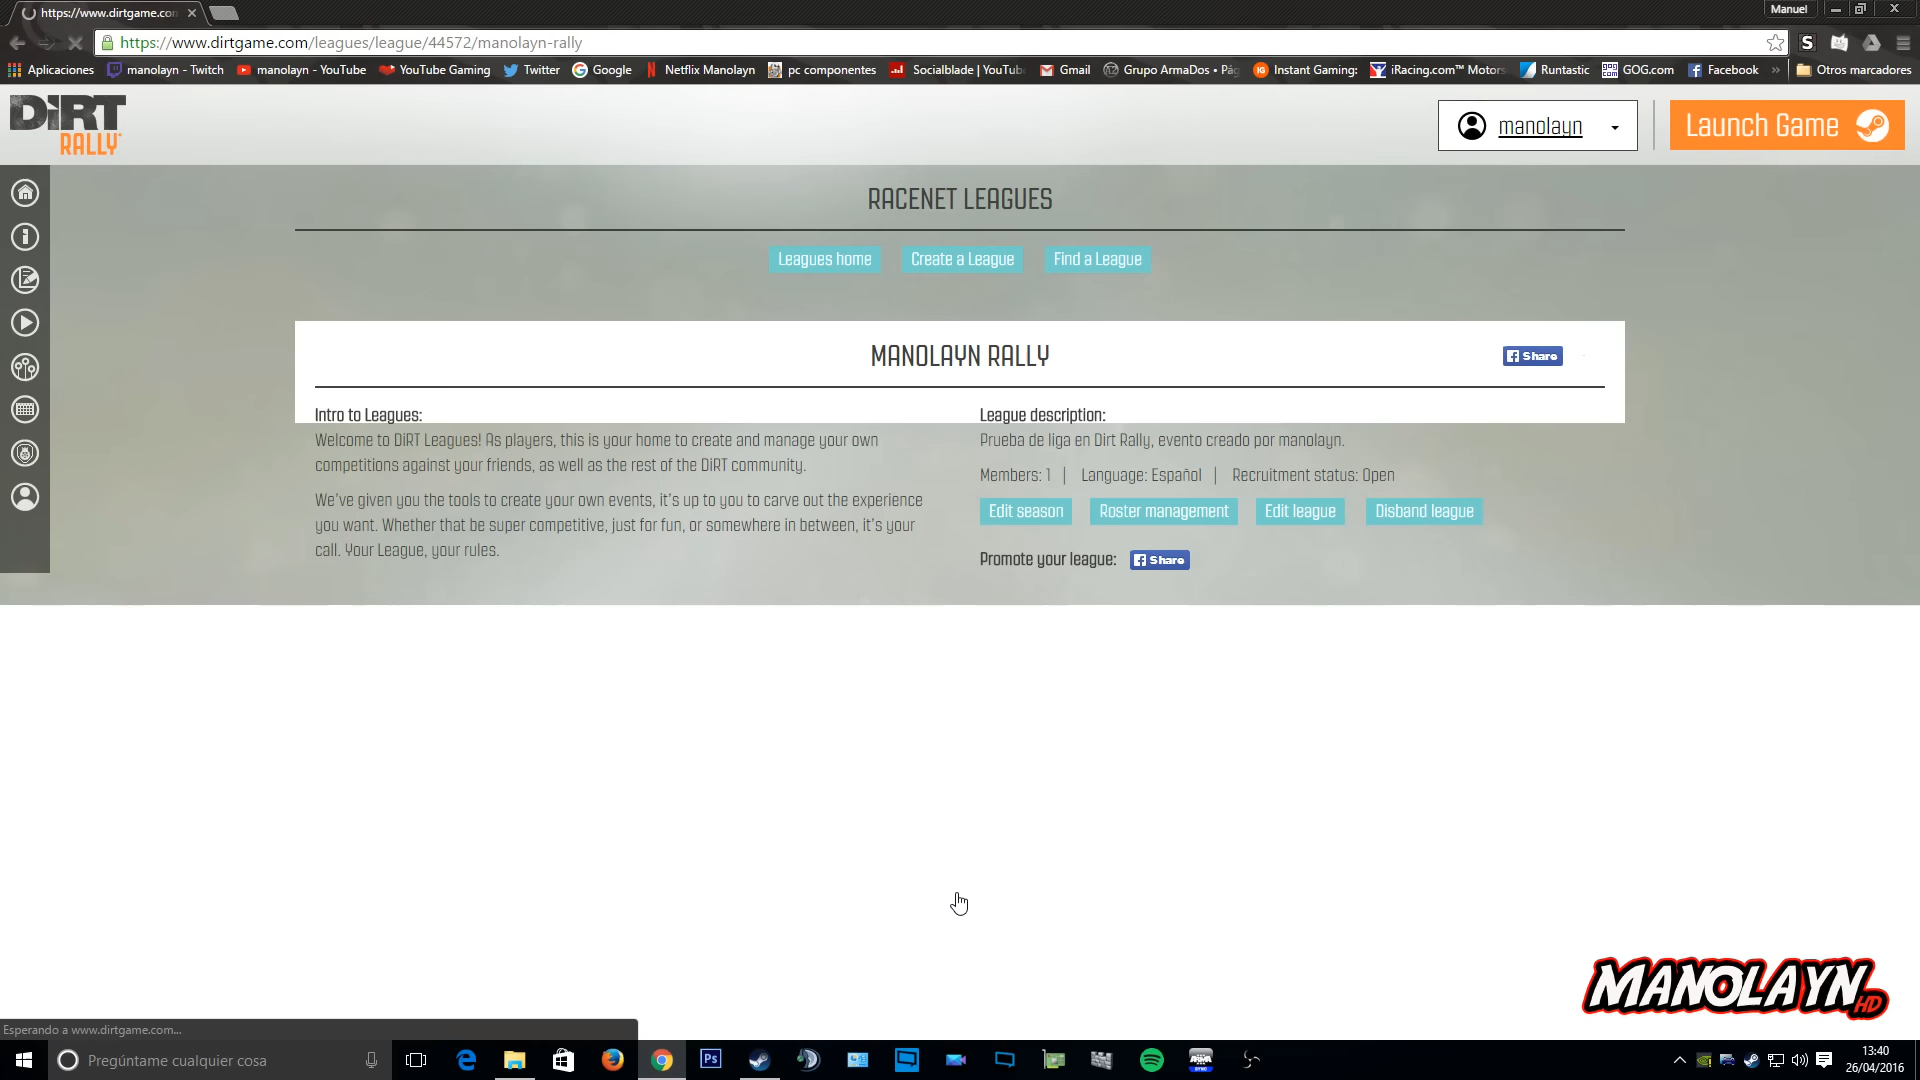 https://www.dirtgame.con
Manuel
https://www.dirtgame.com/leagues/league/44572/manolayn-rally
S
Aplicaciones manolayn - Twitch manolayn - YouTube YouTube Gaming Twitter Google Netflix Manolayn pc componentes Socialblade | YouTub Gmail Grupo ArmaDos • Pág Instant Gaming: iRacing.com™ Motors Runtastic GOG.com Facebook » Otros marcadores
DiRT
RALLY
manolayn
Launch Game
RACENET LEAGUES
Leagues home Create a League Find a League
MANOLAYN RALLY
Share
Intro to Leagues:
Welcome to DiRT Leagues! As players, this is your home to create and manage your own
competitions against your friends, as well as the rest of the DiRT community.
We've given you the tools to create your own events, it's up to you to carve out the experience
you want. Whether that be super competitive, just for fun, or somewhere in between, it's your
call. Your League, your rules.
League description:
Prueba de liga en Dirt Rally, evento creado por manolayn.
Members: 1 | Language: Español | Recruitment status: Open
Edit season Roster management Edit league Disband league
Promote your league: Share
MANOLAYN HD
Esperando a www.dirtgame.com...
Pregúntame cualquier cosa
Ps
13:40
26/04/2016